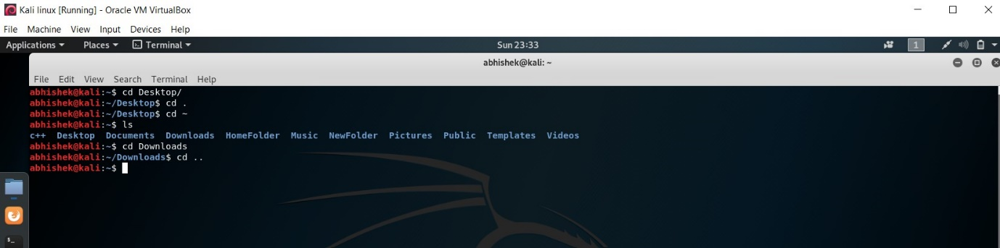 Kali linux [Running] - Oracle VM VirtualBox
File Machine View Input Devices Help
Applications Places Terminal Sun 23:33 1
abhishek@kali: ~
File Edit View Search Terminal Help
abhishek@kali:~$ cd Desktop/
abhishek@kali:~/Desktop$ cd .
abhishek@kali:~/Desktop$ cd ~
abhishek@kali:~$ ls
c++ Desktop Documents Downloads HomeFolder Music NewFolder Pictures Public Templates Videos
abhishek@kali:~$ cd Downloads
abhishek@kali:~/Downloads$ cd ..
abhishek@kali:~$
$_